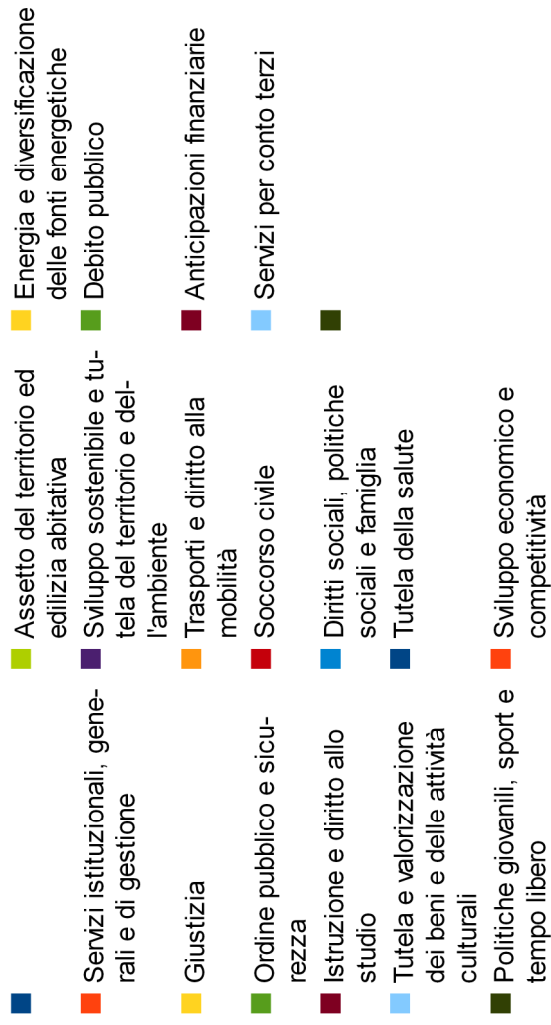 Servizi istituzionali, gene-
rali e di gestione
Giustizia
Ordine pubblico e sicu-
rezza
Istruzione e diritto allo
studio
Tutela e valorizzazione
dei beni e delle attività
culturali
Politiche giovanili, sport e
tempo libero
Assetto del territorio ed
edilizia abitativa
Sviluppo sostenibile e tu-
tela del territorio e del-
l'ambiente
Trasporti e diritto alla
mobilità
Soccorso civile
Diritti sociali, politiche
sociali e famiglia
Tutela della salute
Sviluppo economico e
competitività
Energia e diversificazione
delle fonti energetiche
Debito pubblico
Anticipazioni finanziarie
Servizi per conto terzi